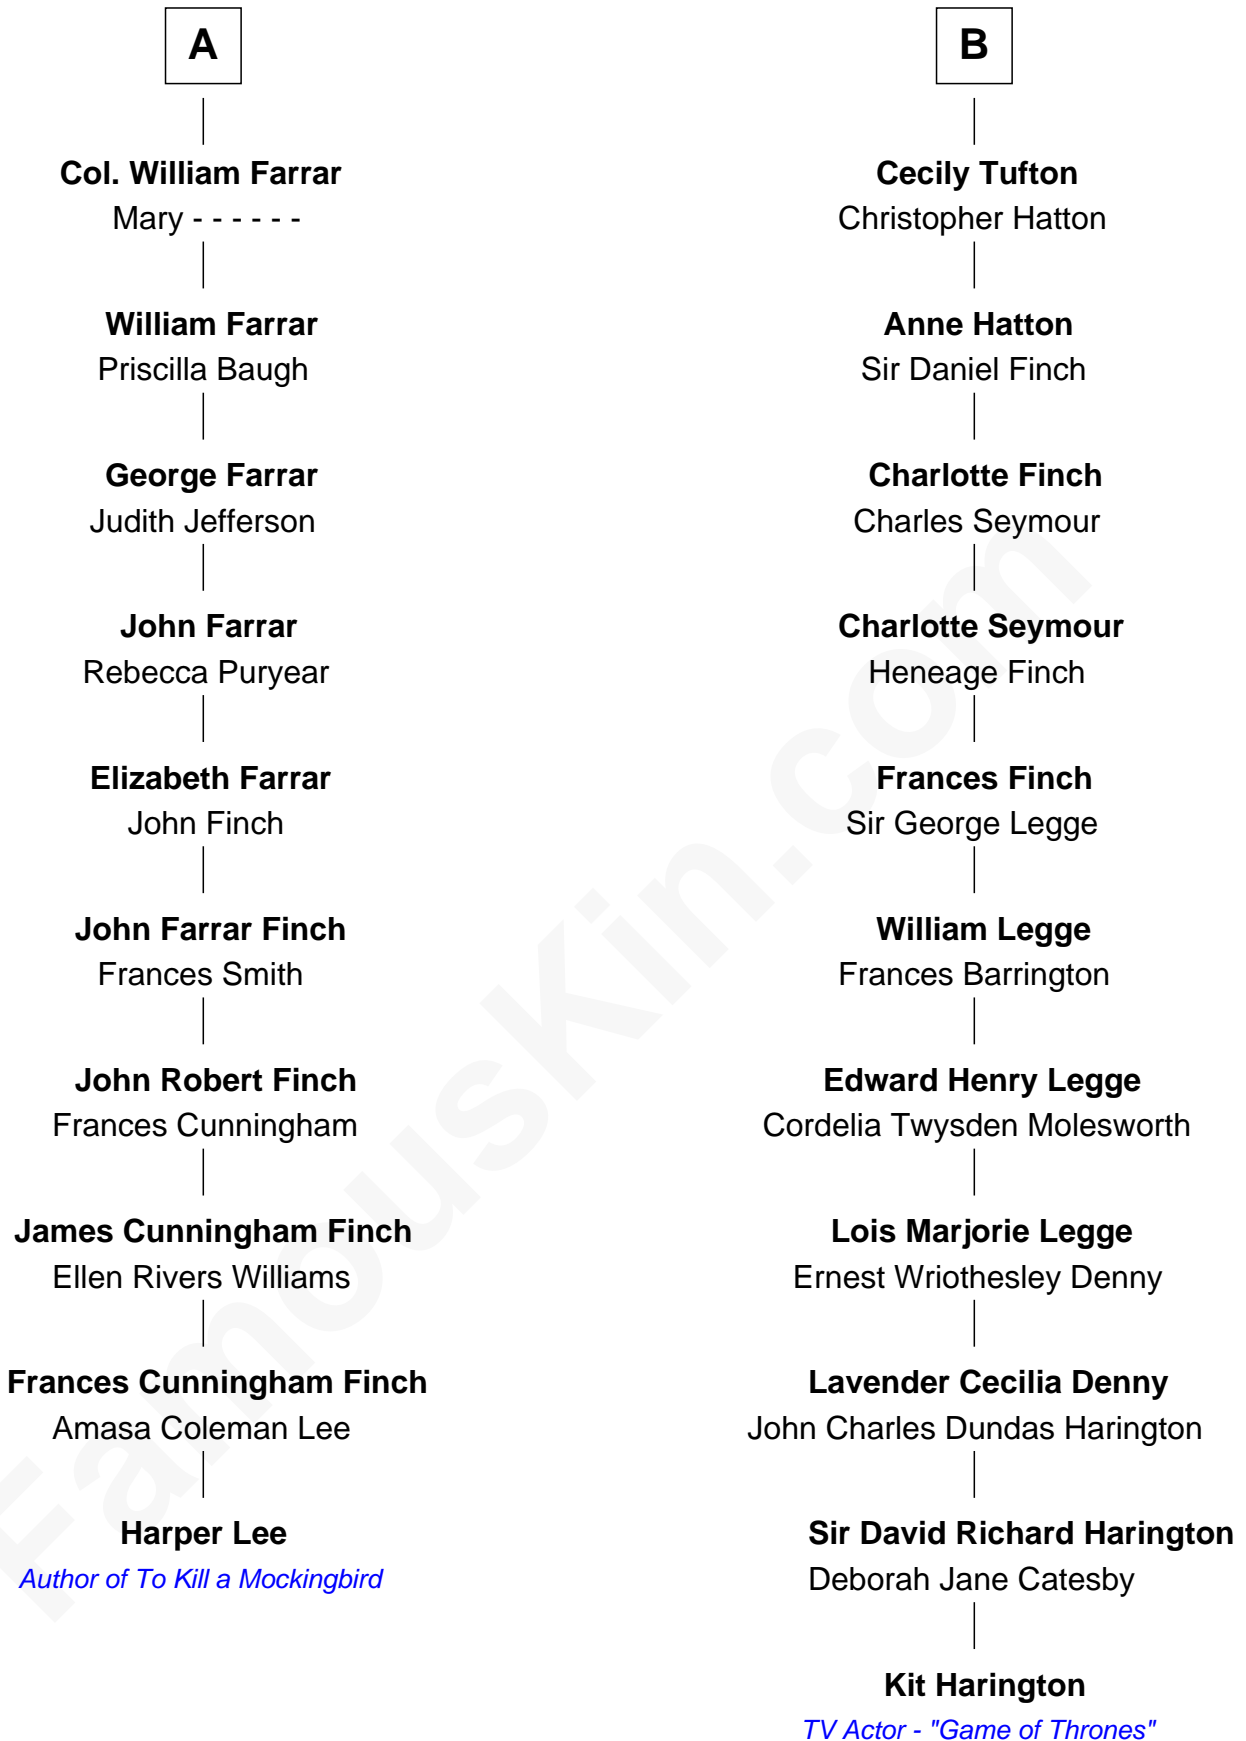 A
Col. William Farrar
Mary - - - - - -
William Farrar
Priscilla Baugh
George Farrar
Judith Jefferson
John Farrar
Rebecca Puryear
Elizabeth Farrar
John Finch
John Farrar Finch
Frances Smith
John Robert Finch
Frances Cunningham
James Cunningham Finch
Ellen Rivers Williams
Frances Cunningham Finch
Amasa Coleman Lee
Harper Lee
Author of To Kill a Mockingbird
B
Cecily Tufton
Christopher Hatton
Anne Hatton
Sir Daniel Finch
Charlotte Finch
Charles Seymour
Charlotte Seymour
Heneage Finch
Frances Finch
Sir George Legge
William Legge
Frances Barrington
Edward Henry Legge
Cordelia Twysden Molesworth
Lois Marjorie Legge
Ernest Wriothesley Denny
Lavender Cecilia Denny
John Charles Dundas Harington
Sir David Richard Harington
Deborah Jane Catesby
Kit Harington
TV Actor - "Game of Thrones"
FamousKin.com